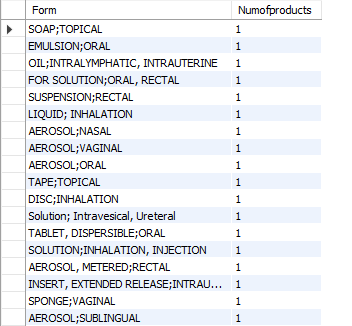 Form Numofproducts
SOAP;TOPICAL 1
EMULSION;ORAL 1
OIL;INTRALYMPHATIC, INTRAUTERINE 1
FOR SOLUTION;ORAL, RECTAL 1
SUSPENSION;RECTAL 1
LIQUID; INHALATION 1
AEROSOL;NASAL 1
AEROSOL;VAGINAL 1
AEROSOL;ORAL 1
TAPE;TOPICAL 1
DISC;INHALATION 1
Solution; Intravesical, Ureteral 1
TABLET, DISPERSIBLE;ORAL 1
SOLUTION;INHALATION, INJECTION 1
AEROSOL, METERED;RECTAL 1
INSERT, EXTENDED RELEASE;INTRAU... 1
SPONGE;VAGINAL 1
AEROSOL;SUBLINGUAL 1